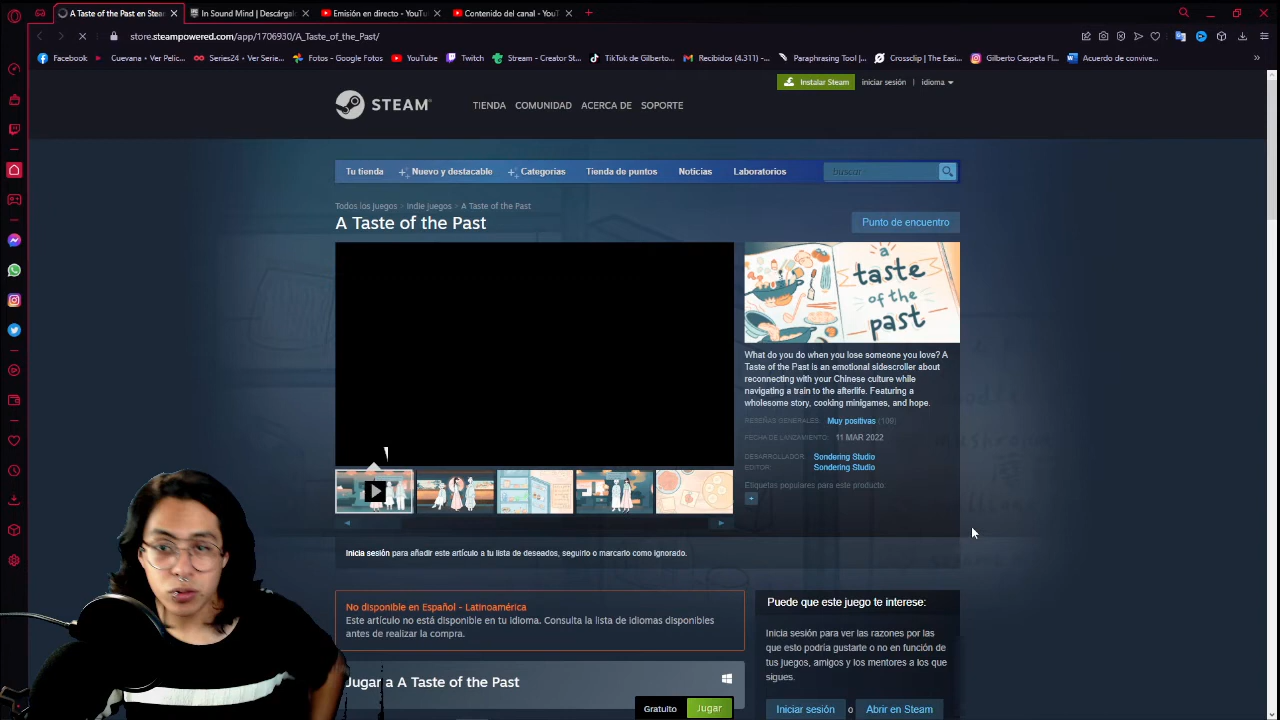 A Taste of the Past en Steam
In Sound Mind | Descárgalo
Emisión en directo - YouTu
Contenido del canal - YouT
store.steampowered.com/app/1706930/A_Taste_of_the_Past/
Facebook
Cuevana • Ver Pelic...
Series24 » Ver Serie...
Fotos - Google Fotos
YouTube
Twitch
Stream - Creator St...
TikTok de Gilberto...
Recibidos (4.311) -...
Paraphrasing Tool |...
Crossclip | The Easi...
Gilberto Caspeta Fl...
Acuerdo de convive...
Instalar Steam
iniciar sesión
idioma
STEAM
TIENDA COMUNIDAD ACERCA DE SOPORTE
Tu tienda Nuevo y destacable Categorías Tienda de puntos Noticias Laboratorios buscar
Todos los juegos > Indie juegos > A Taste of the Past
A Taste of the Past
Punto de encuentro
a
taste
of the
past
What do you do when you lose someone you love? A
Taste of the Past is an emotional sidescroller about
reconnecting with your Chinese culture while
navigating a train to the afterlife. Featuring a
wholesome story, cooking minigames, and hope.
RESEÑAS GENERALES: Muy positivas (109)
FECHA DE LANZAMIENTO: 11 MAR 2022
DESARROLLADOR: Sondering Studio
EDITOR: Sondering Studio
Etiquetas populares para este producto:
+
Inicia sesión para añadir este artículo a tu lista de deseados, seguirlo o marcarlo como ignorado.
No disponible en Español - Latinoamérica
Este artículo no está disponible en tu idioma. Consulta la lista de idiomas disponibles
antes de realizar la compra.
Jugar a A Taste of the Past
Gratuito Jugar
Puede que este juego te interese:
Inicia sesión para ver las razones por las
que esto podría gustarte o no en función de
tus juegos, amigos y los mentores a los que
sigues.
Iniciar sesión o Abrir en Steam